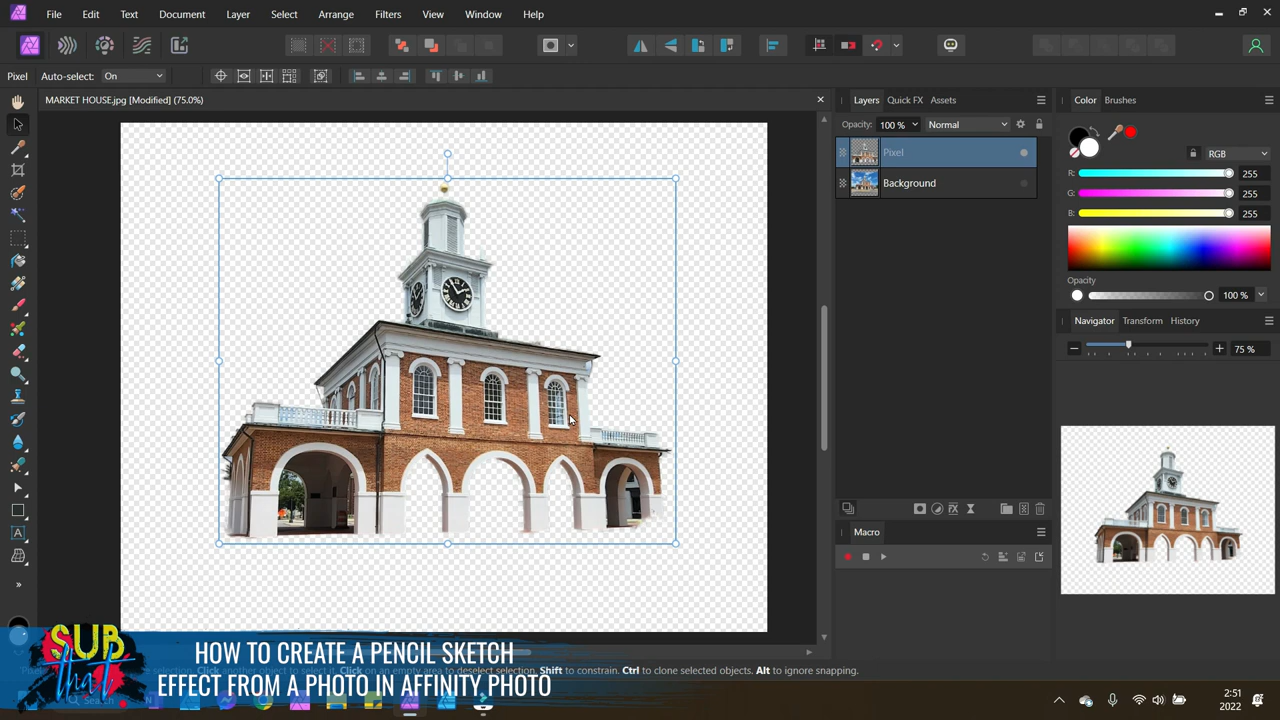 File Edit Text Document Layer Select Arrange Filters View Window Help
Pixel Auto-select: On
MARKET HOUSE.jpg [Modified] (75.0%)
Layers Quick FX Assets
Opacity: 100 % Normal
Pixel
Background
Macro
Color Brushes
RGB
R: 255
G: 255
B: 255
Opacity
100 %
Navigator Transform History
75 %
SUB
that
HOW TO CREATE A PENCIL SKETCH
EFFECT FROM A PHOTO IN AFFINITY PHOTO
selection. Click another object to select it. Click on an empty area to deselect selection. Shift to constrain. Ctrl to clone selected objects. Alt to ignore snapping.
Search
2:51
2022